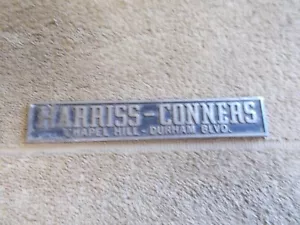 HARRISS-CONNERS
CHAPEL HILL - DURHAM BLVD.